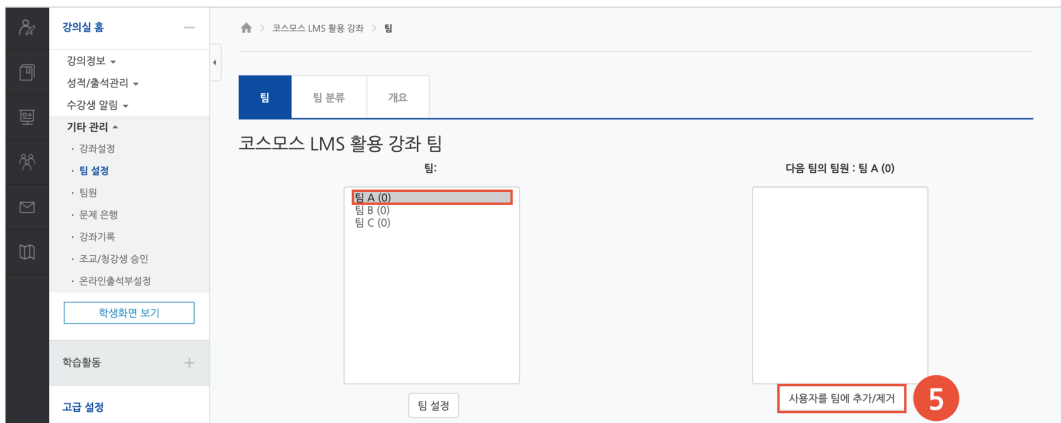 강의실 홈
강의정보
성적/출석관리
수강생 알림
기타 관리
· 강좌설정
· 팀 설정
· 팀원
· 문제 은행
· 강좌기록
· 조교/청강생 승인
· 온라인출석부설정
학생화면 보기
학습활동
고급 설정
> 코스모스 LMS 활용 강좌 > 팀
팀 팀 분류 개요
코스모스 LMS 활용 강좌 팀
팀:
팀 A (0)
팀 B (0)
팀 C (0)
팀 설정
다음 팀의 팀원 : 팀 A (0)
사용자를 팀에 추가/제거
5